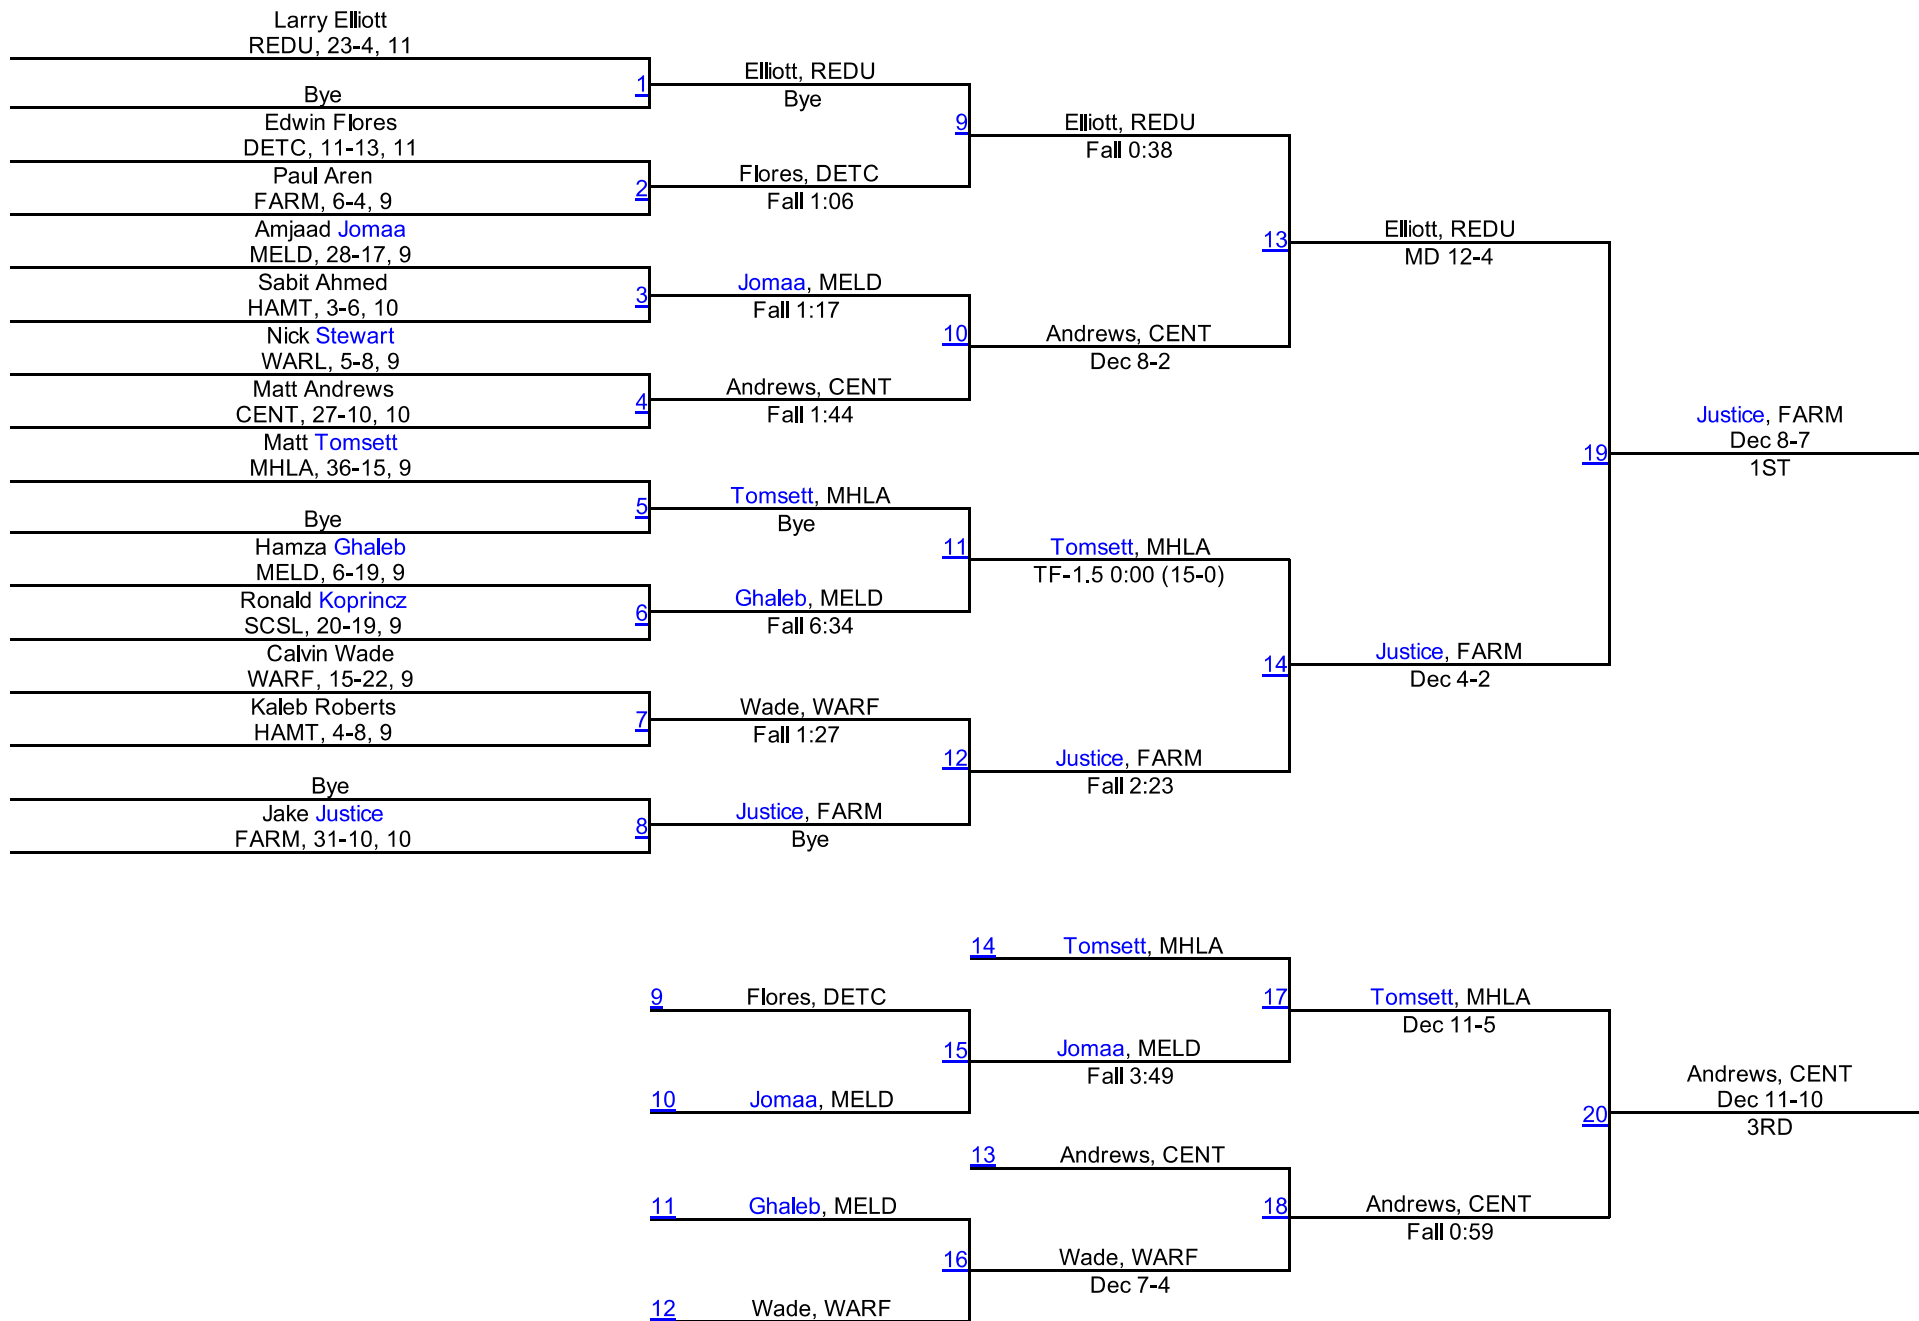 Larry Elliott
REDU, 23-4, 11
Bye
Edwin Flores
DETC, 11-13, 11
Paul Aren
FARM, 6-4, 9
Amjaad Jomaa
MELD, 28-17, 9
Sabit Ahmed
HAMT, 3-6, 10
Nick Stewart
WARL, 5-8, 9
Matt Andrews
CENT, 27-10, 10
Matt Tomsett
MHLA, 36-15, 9
Bye
Hamza Ghaleb
MELD, 6-19, 9
Ronald Koprincz
SCSL, 20-19, 9
Calvin Wade
WARF, 15-22, 9
Kaleb Roberts
HAMT, 4-8, 9
Bye
Jake Justice
FARM, 31-10, 10
1
Elliott, REDU
Bye
2
Flores, DETC
Fall 1:06
3
Jomaa, MELD
Fall 1:17
4
Andrews, CENT
Fall 1:44
5
Tomsett, MHLA
Bye
6
Ghaleb, MELD
Fall 6:34
7
Wade, WARF
Fall 1:27
8
Justice, FARM
Bye
9
Elliott, REDU
Fall 0:38
10
Andrews, CENT
Dec 8-2
11
Tomsett, MHLA
TF-1.5 0:00 (15-0)
12
Justice, FARM
Fall 2:23
13
Elliott, REDU
MD 12-4
14
Justice, FARM
Dec 4-2
19
Justice, FARM
Dec 8-7
1ST
9
Flores, DETC
10
Jomaa, MELD
11
Ghaleb, MELD
12
Wade, WARF
14
Tomsett, MHLA
15
Jomaa, MELD
Fall 3:49
13
Andrews, CENT
16
Wade, WARF
Dec 7-4
17
Tomsett, MHLA
Dec 11-5
18
Andrews, CENT
Fall 0:59
20
Andrews, CENT
Dec 11-10
3RD